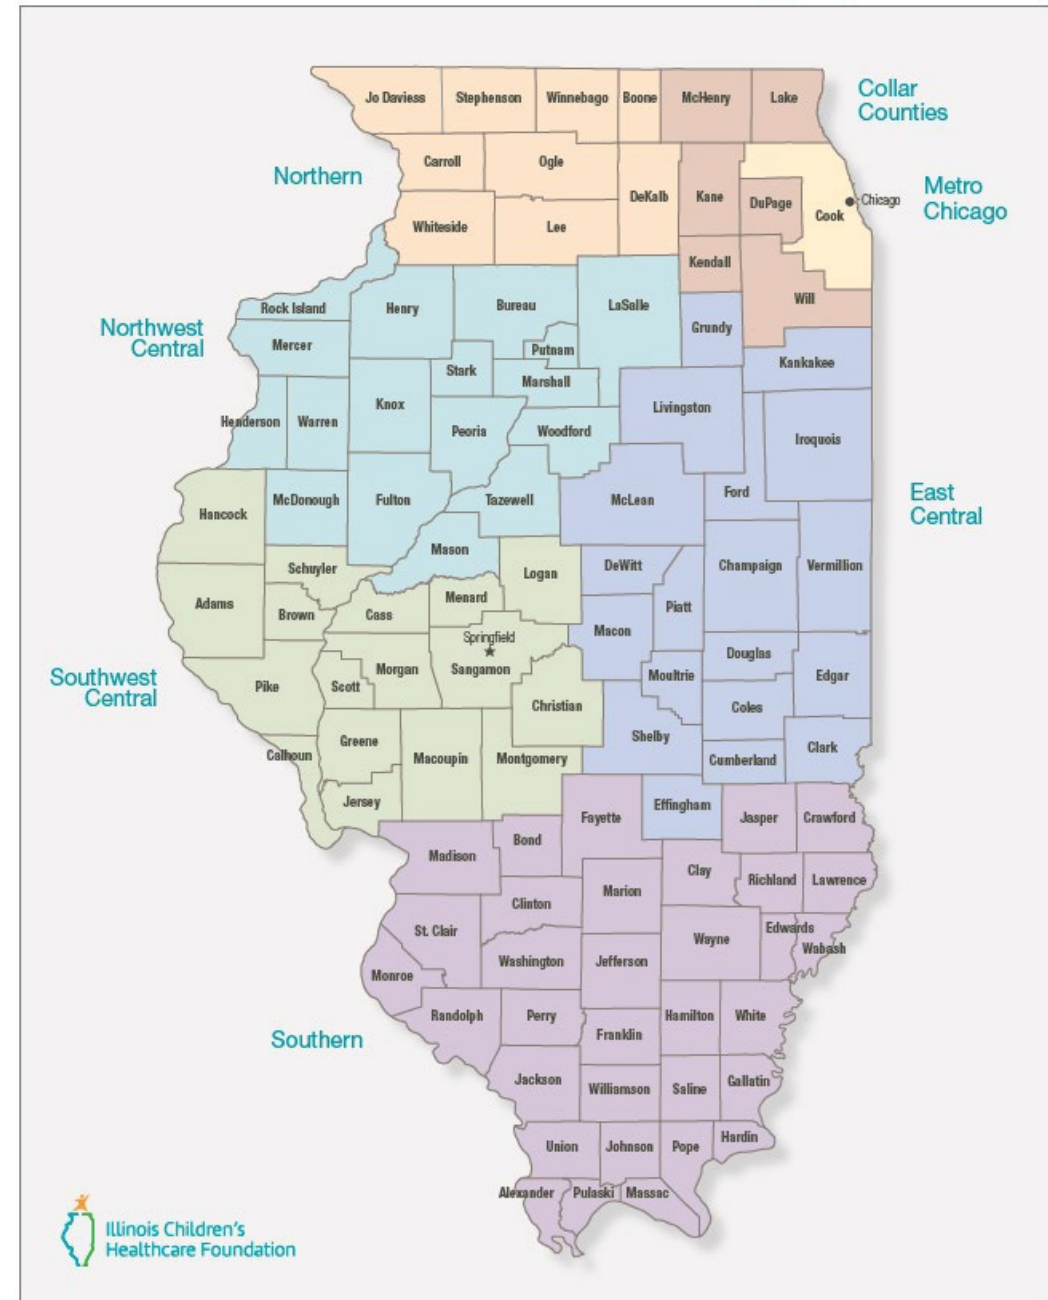 Collar
Counties
Jo Daviess
Stephenson
Winnebago
Boone
McHenry
Lake
Northern
Carroll
Ogle
DeKalb
Kane
DuPage
Cook
Chicago
Metro
Chicago
Whiteside
Lee
Kendall
Will
Northwest
Central
Rock Island
Henry
Bureau
LaSalle
Grundy
Mercer
Putnam
Kankakee
Stark
Marshall
Henderson
Warren
Knox
Peoria
Woodford
Livingston
Iroquois
East
Central
Hancock
McDonough
Fulton
Tazewell
McLean
Ford
Mason
Schuyler
Logan
DeWitt
Champaign
Vermillion
Adams
Brown
Cass
Menard
Piatt
Macon
Springfield
Sangamon
Southwest
Central
Pike
Scott
Morgan
Christian
Moultrie
Douglas
Edgar
Coles
Calhoun
Greene
Macoupin
Montgomery
Shelby
Cumberland
Clark
Jersey
Fayette
Effingham
Jasper
Crawford
Madison
Bond
Clay
Richland
Lawrence
Clinton
Marion
St. Clair
Wayne
Edwards
Wabash
Monroe
Washington
Jefferson
Southern
Randolph
Perry
Franklin
Hamilton
White
Jackson
Williamson
Saline
Gallatin
Union
Johnson
Pope
Hardin
Alexander
Pulaski
Massac
Illinois Children's
Healthcare Foundation